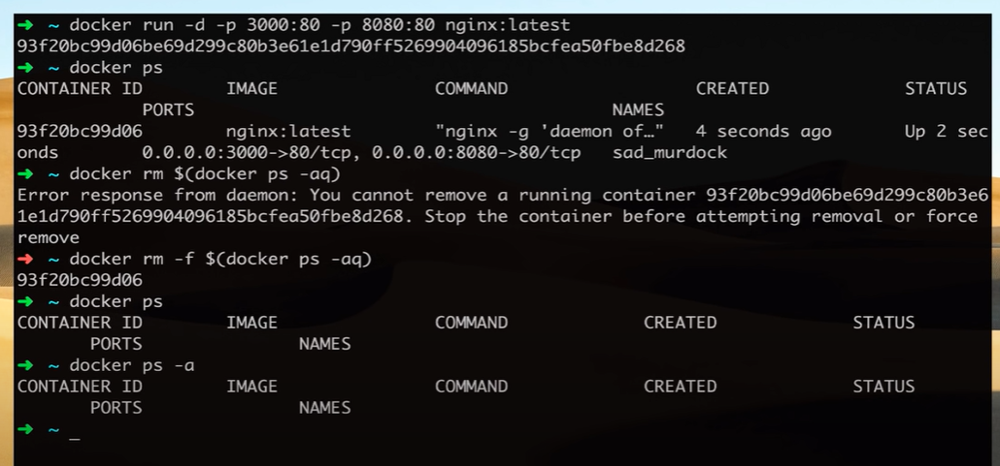 ➜ ~ docker run -d -p 3000:80 -p 8080:80 nginx:latest
93f20bc99d06be69d299c80b3e61e1d790ff5269904096185bcfea50fbe8d268
➜ ~ docker ps
CONTAINER ID IMAGE COMMAND CREATED STATUS
PORTS NAMES
93f20bc99d06 nginx:latest "nginx -g 'daemon of…" 4 seconds ago Up 2 sec
onds 0.0.0.0:3000->80/tcp, 0.0.0.0:8080->80/tcp sad_murdock
➜ ~ docker rm $(docker ps -aq)
Error response from daemon: You cannot remove a running container 93f20bc99d06be69d299c80b3e6
1e1d790ff5269904096185bcfea50fbe8d268. Stop the container before attempting removal or force
remove
➜ ~ docker rm -f $(docker ps -aq)
93f20bc99d06
➜ ~ docker ps
CONTAINER ID IMAGE COMMAND CREATED STATUS
PORTS NAMES
➜ ~ docker ps -a
CONTAINER ID IMAGE COMMAND CREATED STATUS
PORTS NAMES
➜ ~ _